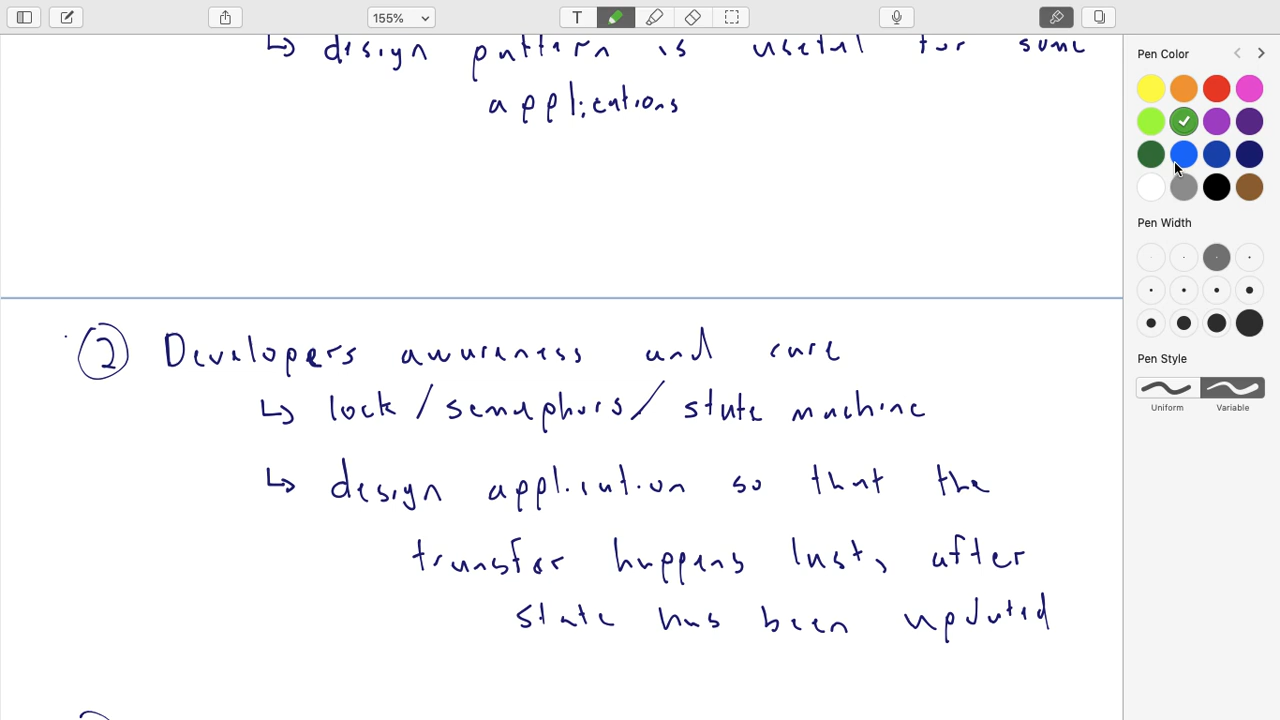 155%
T
Pen Color
↳ design pattern is useful for some
applications
② Developers awareness and care
↳ lock / semaphors / state machine
↳ design application so that the
transfer happens last, after
state has been updated
Pen Width
Pen Style
Uniform Variable